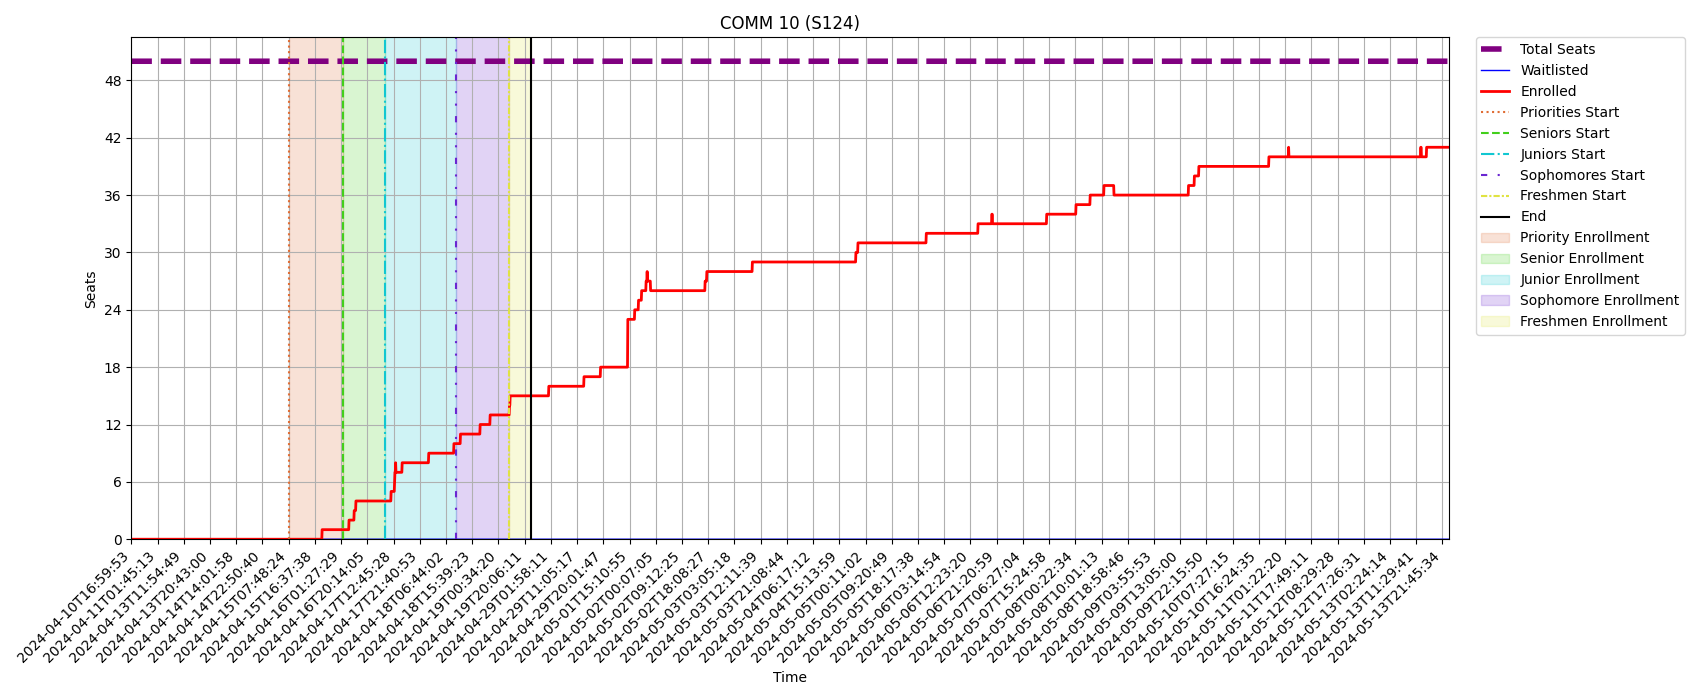 COMM 10 (S124)
Total Seats
Waitlisted
Enrolled
Priorities Start
Seniors Start
Juniors Start
Sophomores Start
Freshmen Start
End
Priority Enrollment
Senior Enrollment
Junior Enrollment
Sophomore Enrollment
Freshmen Enrollment
Seats
48
42
36
30
24
18
12
6
0
2024-04-10T16:59:53
2024-04-11T01:45:13
2024-04-13T11:54:49
2024-04-13T20:43:00
2024-04-14T14:01:58
2024-04-14T22:50:40
2024-04-15T07:48:24
2024-04-15T16:37:38
2024-04-16T01:27:29
2024-04-16T20:14:05
2024-04-17T12:45:28
2024-04-17T21:40:53
2024-04-18T06:44:02
2024-04-18T15:39:23
2024-04-19T00:34:20
2024-04-19T20:06:11
2024-04-29T01:58:11
2024-04-29T11:05:17
2024-04-29T20:01:47
2024-05-01T15:10:55
2024-05-02T00:07:05
2024-05-02T09:12:25
2024-05-02T18:08:27
2024-05-03T03:05:18
2024-05-03T12:11:39
2024-05-03T21:08:44
2024-05-04T06:17:12
2024-05-04T15:13:59
2024-05-05T00:11:02
2024-05-05T09:20:49
2024-05-05T18:17:38
2024-05-06T03:14:54
2024-05-06T12:23:20
2024-05-06T21:20:59
2024-05-07T06:27:04
2024-05-07T15:24:58
2024-05-08T00:22:34
2024-05-08T10:01:13
2024-05-08T18:58:46
2024-05-09T03:55:53
2024-05-09T13:05:00
2024-05-09T22:15:50
2024-05-10T07:27:15
2024-05-10T16:24:35
2024-05-11T01:22:20
2024-05-11T17:49:11
2024-05-12T08:29:28
2024-05-12T17:26:31
2024-05-13T02:24:14
2024-05-13T11:29:41
2024-05-13T21:45:34
Time